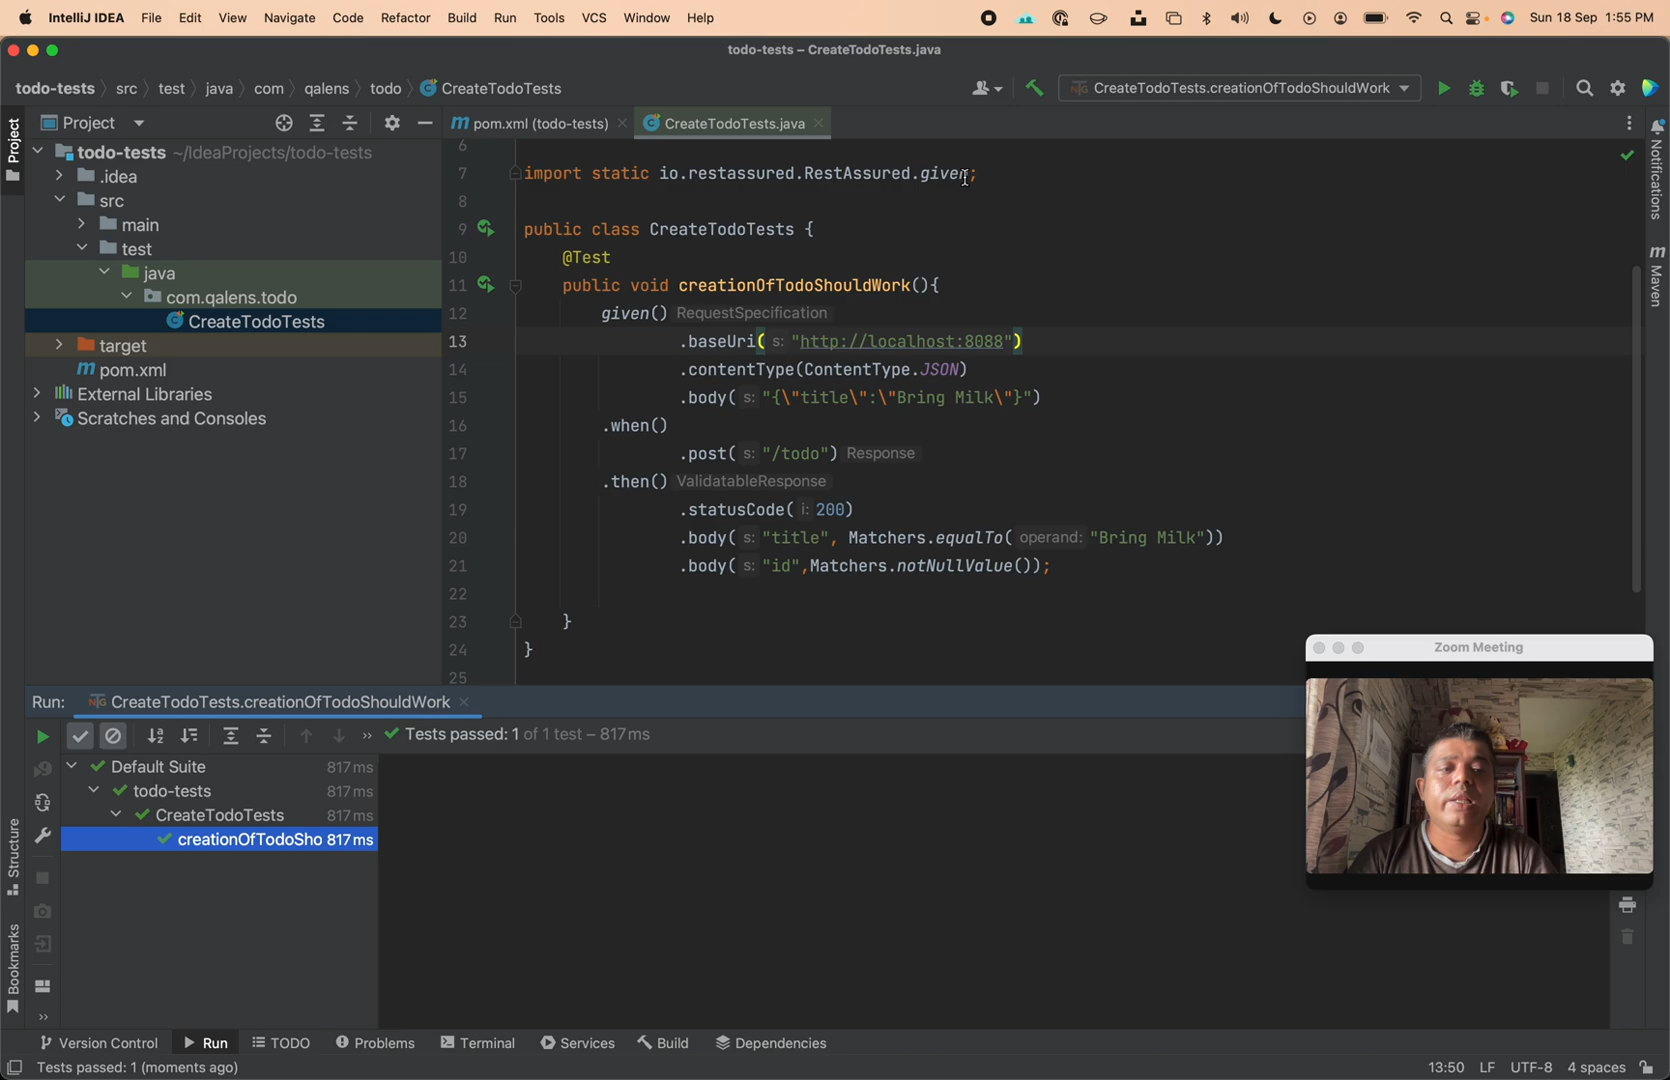 IntelliJ IDEA File Edit View Navigate Code Refactor Build Run Tools VCS Window Help Sun 18 Sep 1:55 PM
todo-tests – CreateTodoTests.java
todo-tests src test java com qalens todo CreateTodoTests CreateTodoTests.creationOfTodoShouldWork
Project
Project
pom.xml (todo-tests) CreateTodoTests.java
todo-tests ~/IdeaProjects/todo-tests
.idea
src
main
test
java
com.qalens.todo
CreateTodoTests
target
pom.xml
External Libraries
Scratches and Consoles
6
7 import static io.restassured.RestAssured.given;
8
9 public class CreateTodoTests {
10 @Test
11 public void creationOfTodoShouldWork(){
12 given() RequestSpecification
13 .baseUri( s: "http://localhost:8088")
14 .contentType(ContentType.JSON)
15 .body( s: "{\"title\":\"Bring Milk\"}")
16 .when()
17 .post( s: "/todo") Response
18 .then() ValidatableResponse
19 .statusCode( i: 200)
20 .body( s: "title", Matchers.equalTo( operand: "Bring Milk"))
21 .body( s: "id",Matchers.notNullValue());
22
23 }
24 }
25
Notifications
m Maven
Zoom Meeting
Run: CreateTodoTests.creationOfTodoShouldWork
Tests passed: 1 of 1 test – 817 ms
Default Suite 817 ms
todo-tests 817 ms
CreateTodoTests 817 ms
creationOfTodoSho 817 ms
Structure
Bookmarks
Version Control Run TODO Problems Terminal Services Build Dependencies
Tests passed: 1 (moments ago) 13:50 LF UTF-8 4 spaces